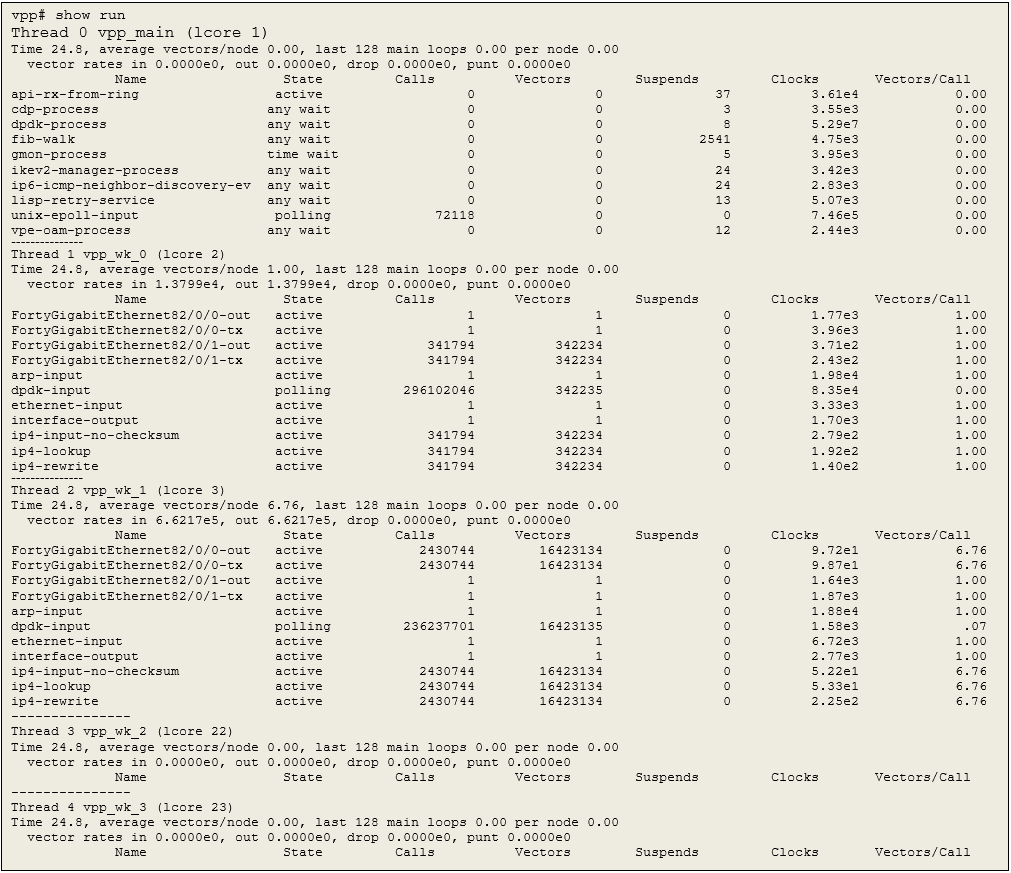 vpp# show run
Thread 0 vpp_main (lcore 1)
Time 24.8, average vectors/node 0.00, last 128 main loops 0.00 per node 0.00
vector rates in 0.0000e0, out 0.0000e0, drop 0.0000e0, punt 0.0000e0
Name State Calls Vectors Suspends Clocks Vectors/Call
api-rx-from-ring active 0 0 37 3.61e4 0.00
cdp-process any wait 0 0 3 3.55e3 0.00
dpdk-process any wait 0 0 8 5.29e7 0.00
fib-walk any wait 0 0 2541 4.75e3 0.00
gmon-process time wait 0 0 5 3.95e3 0.00
ikev2-manager-process any wait 0 0 24 3.42e3 0.00
ip6-icmp-neighbor-discovery-ev any wait 0 0 24 2.83e3 0.00
lisp-retry-service any wait 0 0 13 5.07e3 0.00
unix-epoll-input polling 72118 0 0 7.46e5 0.00
vpe-oam-process any wait 0 0 12 2.44e3 0.00
---------------
Thread 1 vpp_wk_0 (lcore 2)
Time 24.8, average vectors/node 1.00, last 128 main loops 0.00 per node 0.00
vector rates in 1.3799e4, out 1.3799e4, drop 0.0000e0, punt 0.0000e0
Name State Calls Vectors Suspends Clocks Vectors/Call
FortyGigabitEthernet82/0/0-out active 1 1 0 1.77e3 1.00
FortyGigabitEthernet82/0/0-tx active 1 1 0 3.96e3 1.00
FortyGigabitEthernet82/0/1-out active 341794 342234 0 3.71e2 1.00
FortyGigabitEthernet82/0/1-tx active 341794 342234 0 2.43e2 1.00
arp-input active 1 1 0 1.98e4 1.00
dpdk-input polling 296102046 342235 0 8.35e4 0.00
ethernet-input active 1 1 0 3.33e3 1.00
interface-output active 1 1 0 1.70e3 1.00
ip4-input-no-checksum active 341794 342234 0 2.79e2 1.00
ip4-lookup active 341794 342234 0 1.92e2 1.00
ip4-rewrite active 341794 342234 0 1.40e2 1.00
---------------
Thread 2 vpp_wk_1 (lcore 3)
Time 24.8, average vectors/node 6.76, last 128 main loops 0.00 per node 0.00
vector rates in 6.6217e5, out 6.6217e5, drop 0.0000e0, punt 0.0000e0
Name State Calls Vectors Suspends Clocks Vectors/Call
FortyGigabitEthernet82/0/0-out active 2430744 16423134 0 9.72e1 6.76
FortyGigabitEthernet82/0/0-tx active 2430744 16423134 0 9.87e1 6.76
FortyGigabitEthernet82/0/1-out active 1 1 0 1.64e3 1.00
FortyGigabitEthernet82/0/1-tx active 1 1 0 1.87e3 1.00
arp-input active 1 1 0 1.88e4 1.00
dpdk-input polling 236237701 16423135 0 1.58e3 .07
ethernet-input active 1 1 0 6.72e3 1.00
interface-output active 1 1 0 2.77e3 1.00
ip4-input-no-checksum active 2430744 16423134 0 5.22e1 6.76
ip4-lookup active 2430744 16423134 0 5.33e1 6.76
ip4-rewrite active 2430744 16423134 0 2.25e2 6.76
---------------
Thread 3 vpp_wk_2 (lcore 22)
Time 24.8, average vectors/node 0.00, last 128 main loops 0.00 per node 0.00
vector rates in 0.0000e0, out 0.0000e0, drop 0.0000e0, punt 0.0000e0
Name State Calls Vectors Suspends Clocks Vectors/Call
---------------
Thread 4 vpp_wk_3 (lcore 23)
Time 24.8, average vectors/node 0.00, last 128 main loops 0.00 per node 0.00
vector rates in 0.0000e0, out 0.0000e0, drop 0.0000e0, punt 0.0000e0
Name State Calls Vectors Suspends Clocks Vectors/Call